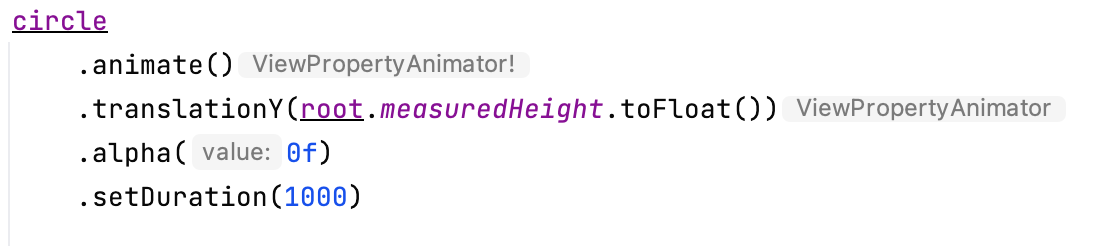 circle
.animate() ViewPropertyAnimator!
.translationY(root.measuredHeight.toFloat()) ViewPropertyAnimator
.alpha( value: 0f)
.setDuration(1000)